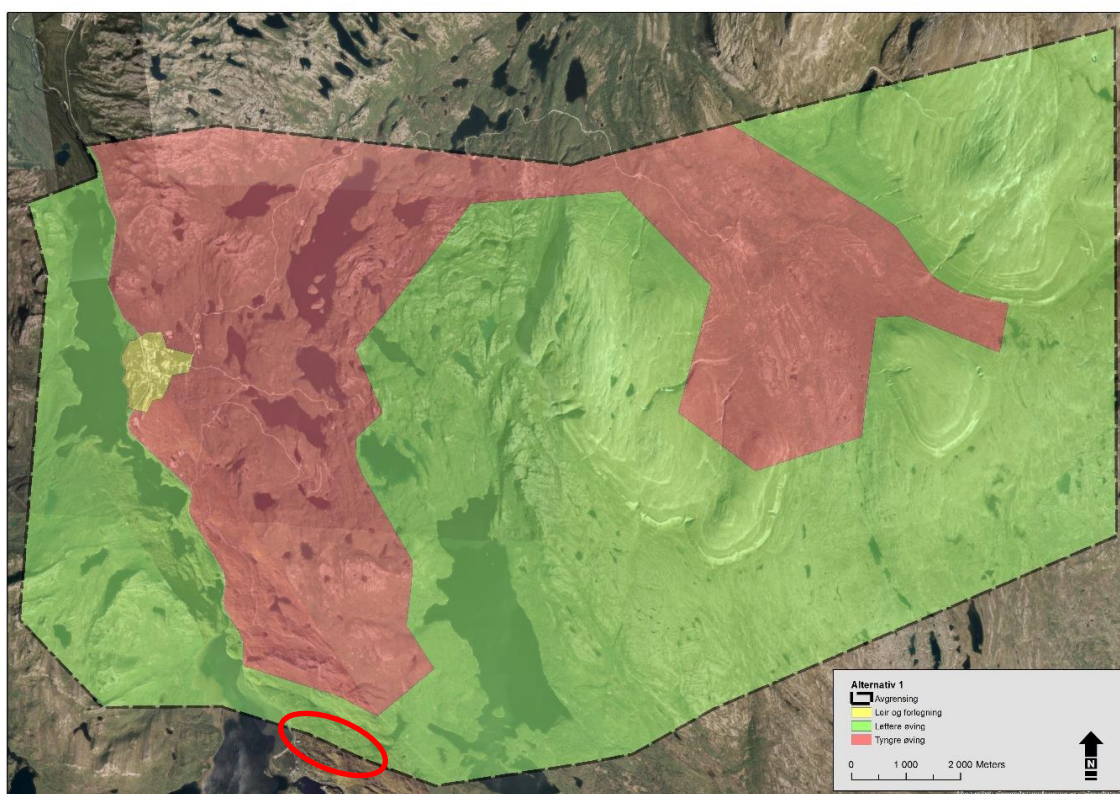 Alternativ 1
Avgrensing
Leir og forlegning
Lettere øving
Tyngre øving
0 1 000 2 000 Meters
N